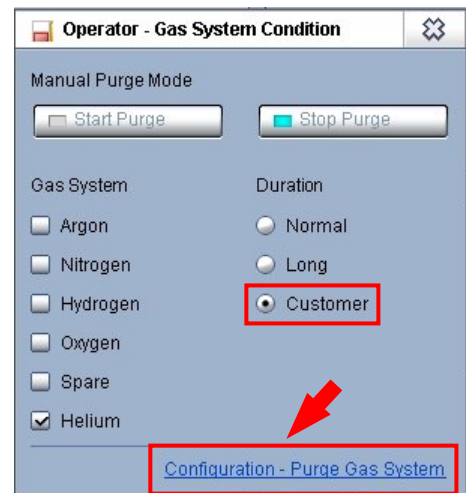 Operator - Gas System Condition
Manual Purge Mode
Start Purge Stop Purge
Gas System Duration
Argon Normal
Nitrogen Long
Hydrogen Customer
Oxygen
Spare
Helium
Configuration - Purge Gas System